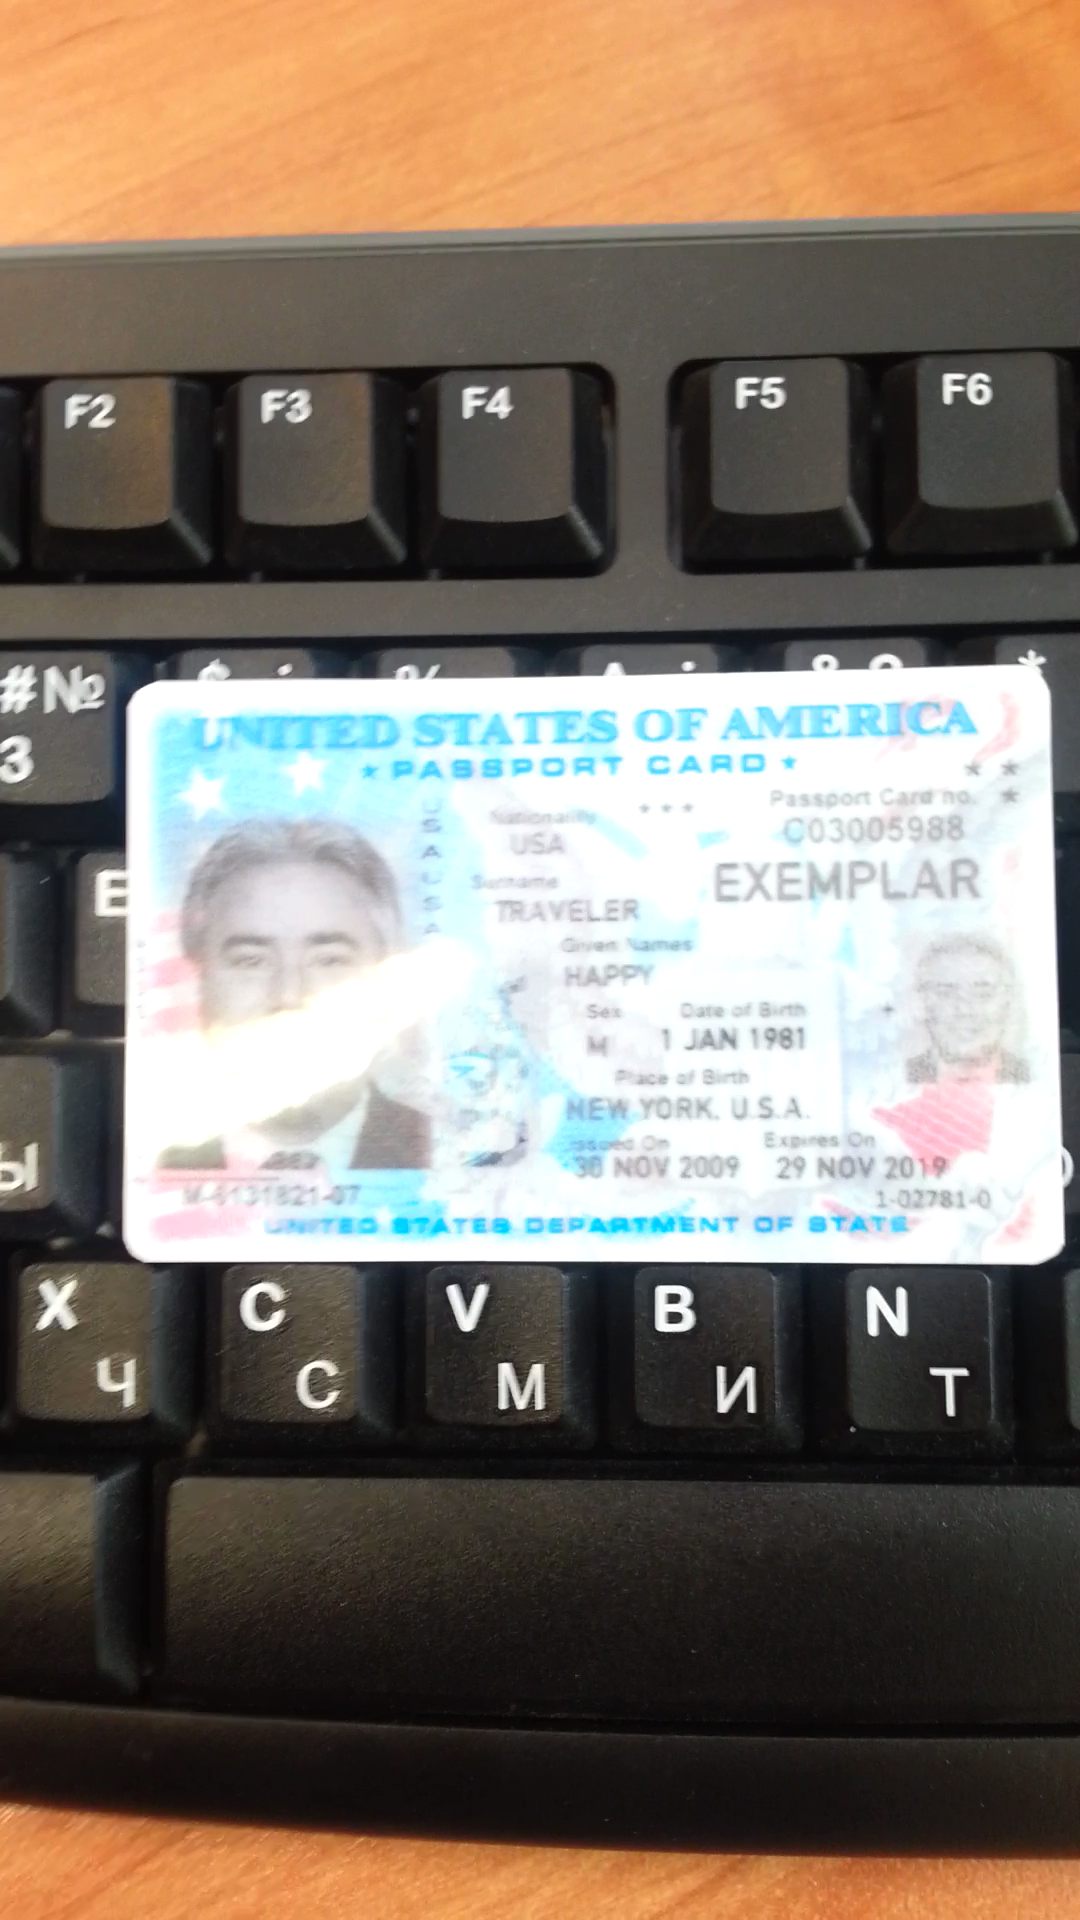 F2 F3 F4 F5 F6
#№
3
E
Ы
UNITED STATES OF AMERICA
★ PASSPORT CARD ★
USAUSA
Nationality
USA
Passport Card no.
C03005988
EXEMPLAR
Surname
TRAVELER
Given Names
HAPPY
Sex Date of Birth
M 1 JAN 1981
Place of Birth
NEW YORK, U.S.A.
Issued On Expires On
30 NOV 2009 29 NOV 2019
1-02781-0
UNITED STATES DEPARTMENT OF STATE
X C V B N
Ч С М И Т